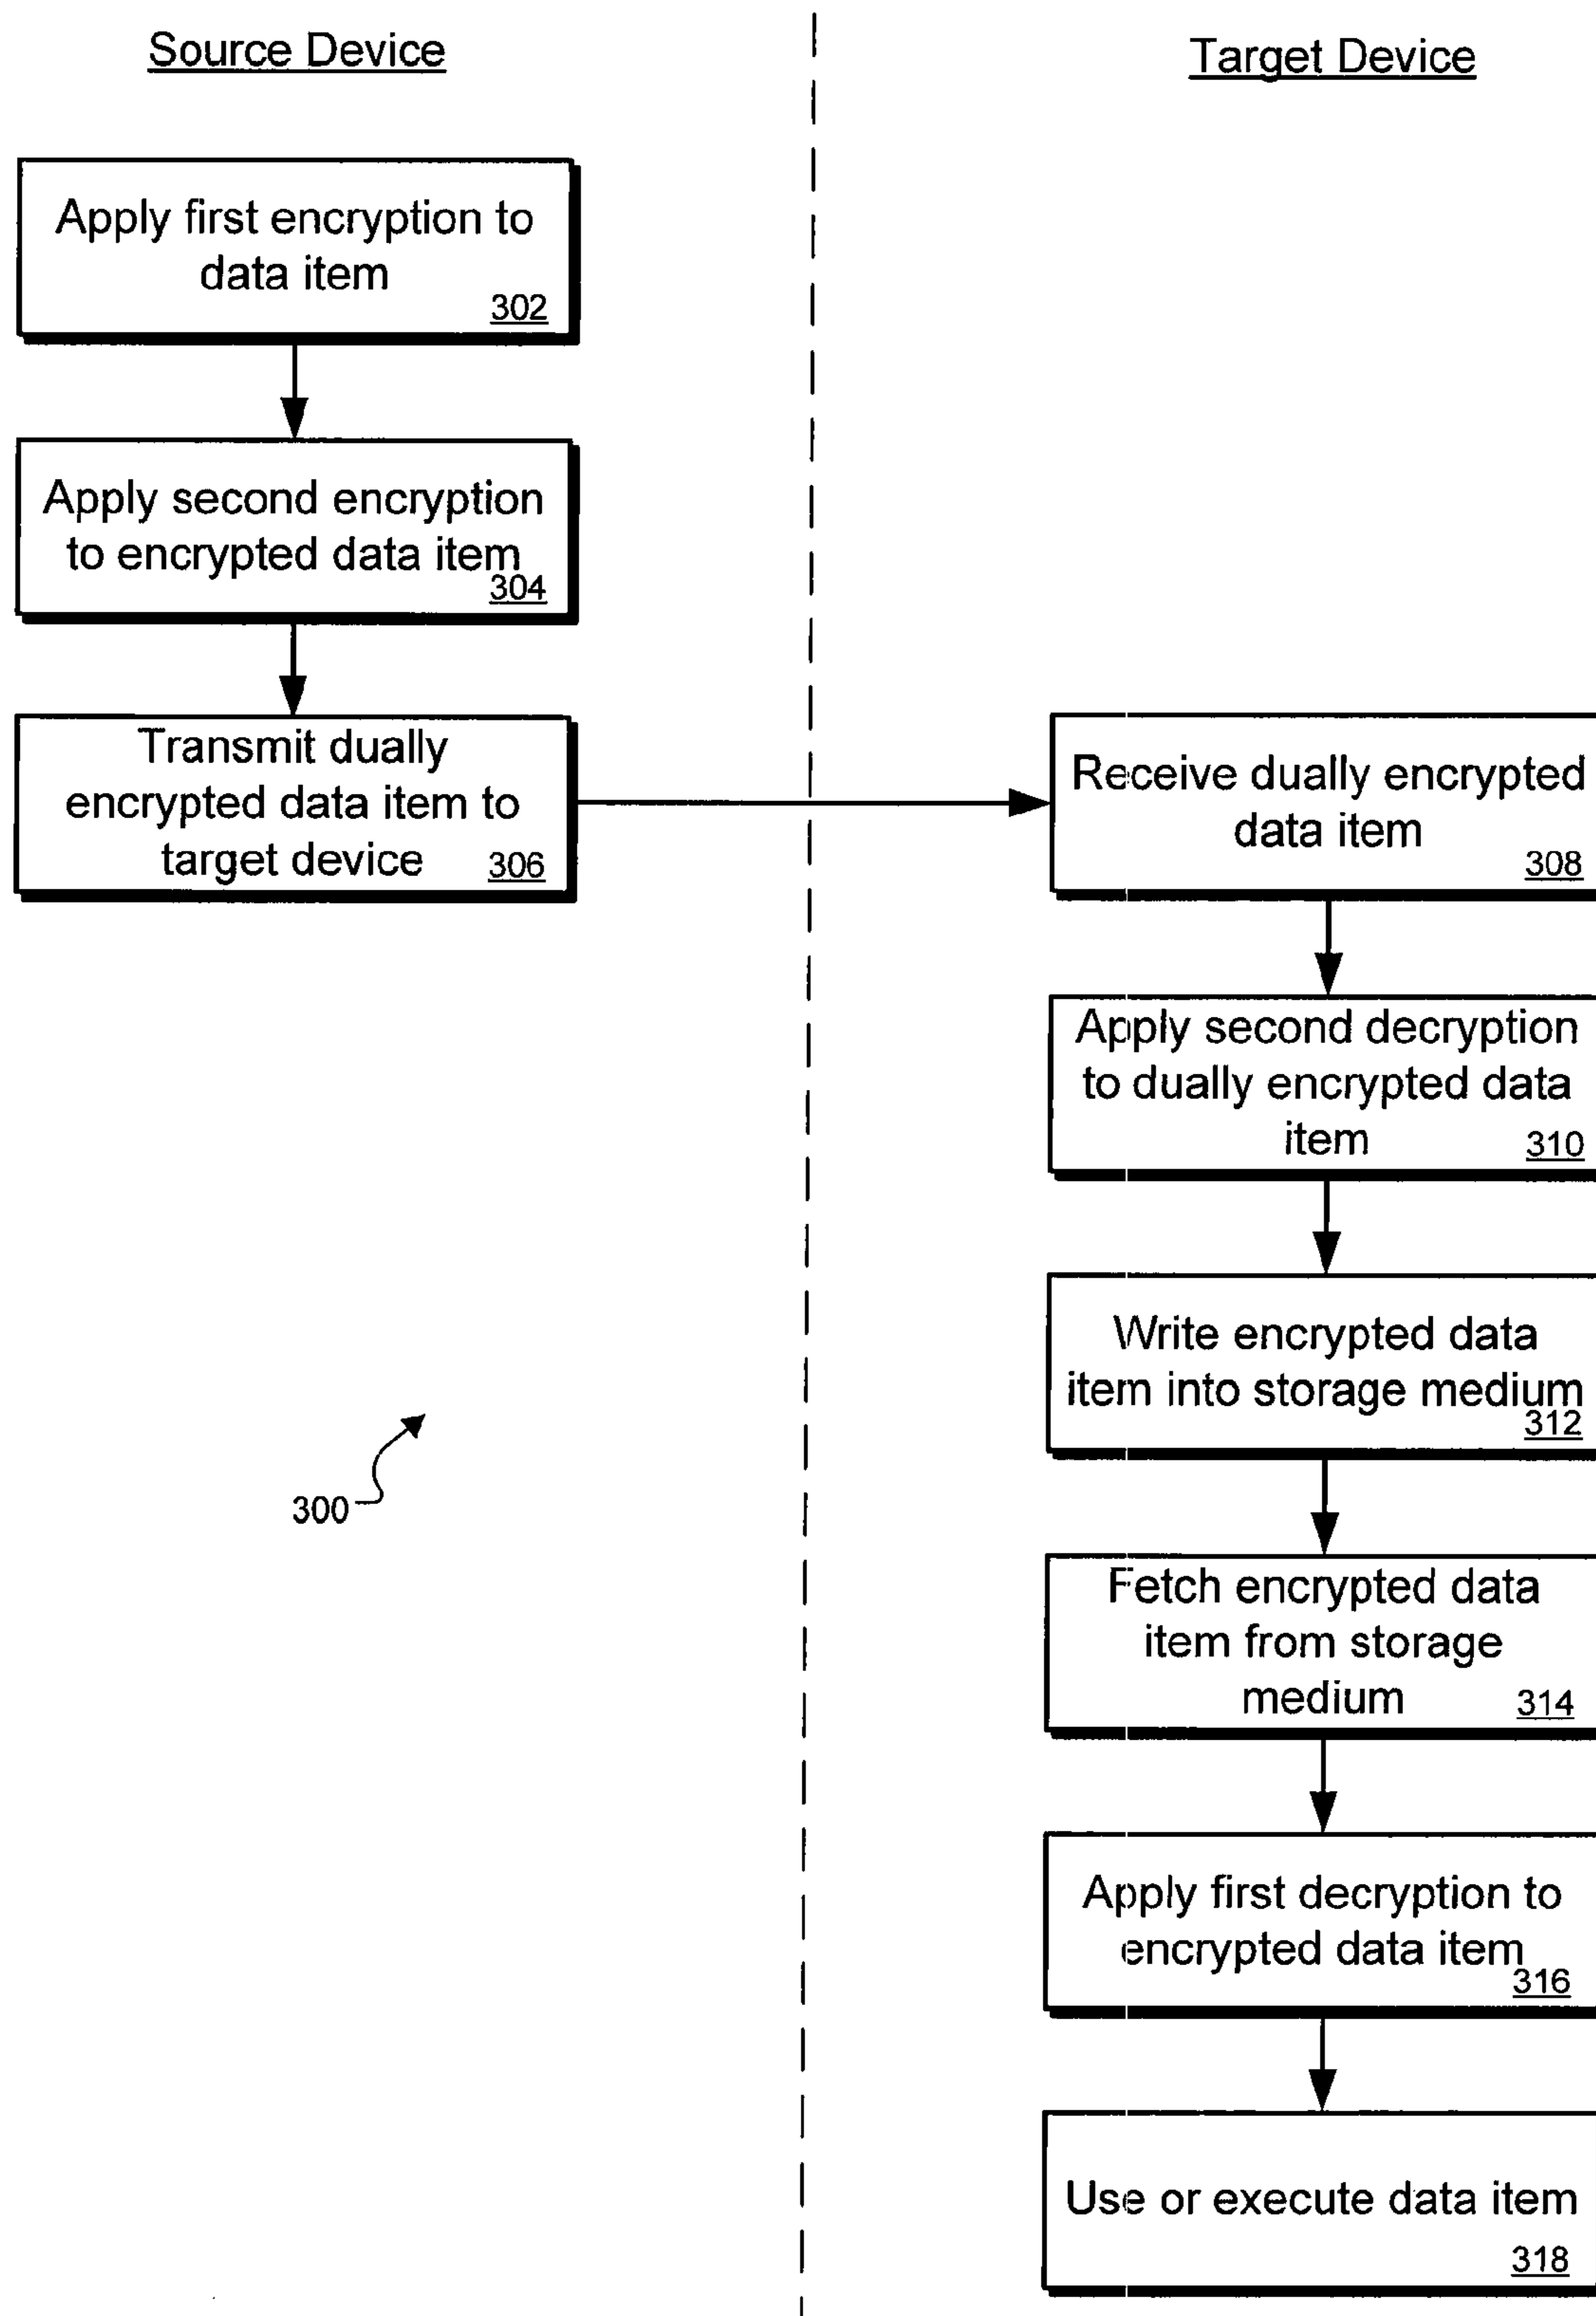 Source Device
Target Device
Apply first encryption to
data item
302
Apply second encryption
to encrypted data item
304
Transmit dually
encrypted data item to
target device
306
Receive dually encrypted
data item
308
Apply second decryption
to dually encrypted data
item
310
Write encrypted data
item into storage medium
312
Fetch encrypted data
item from storage
medium
314
Apply first decryption to
encrypted data item
316
Use or execute data item
318
300